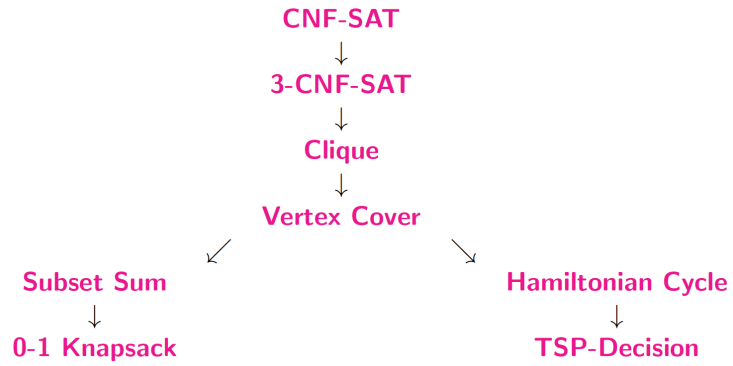 CNF-SAT
3-CNF-SAT
Clique
Vertex Cover
Subset Sum
Hamiltonian Cycle
0-1 Knapsack
TSP-Decision